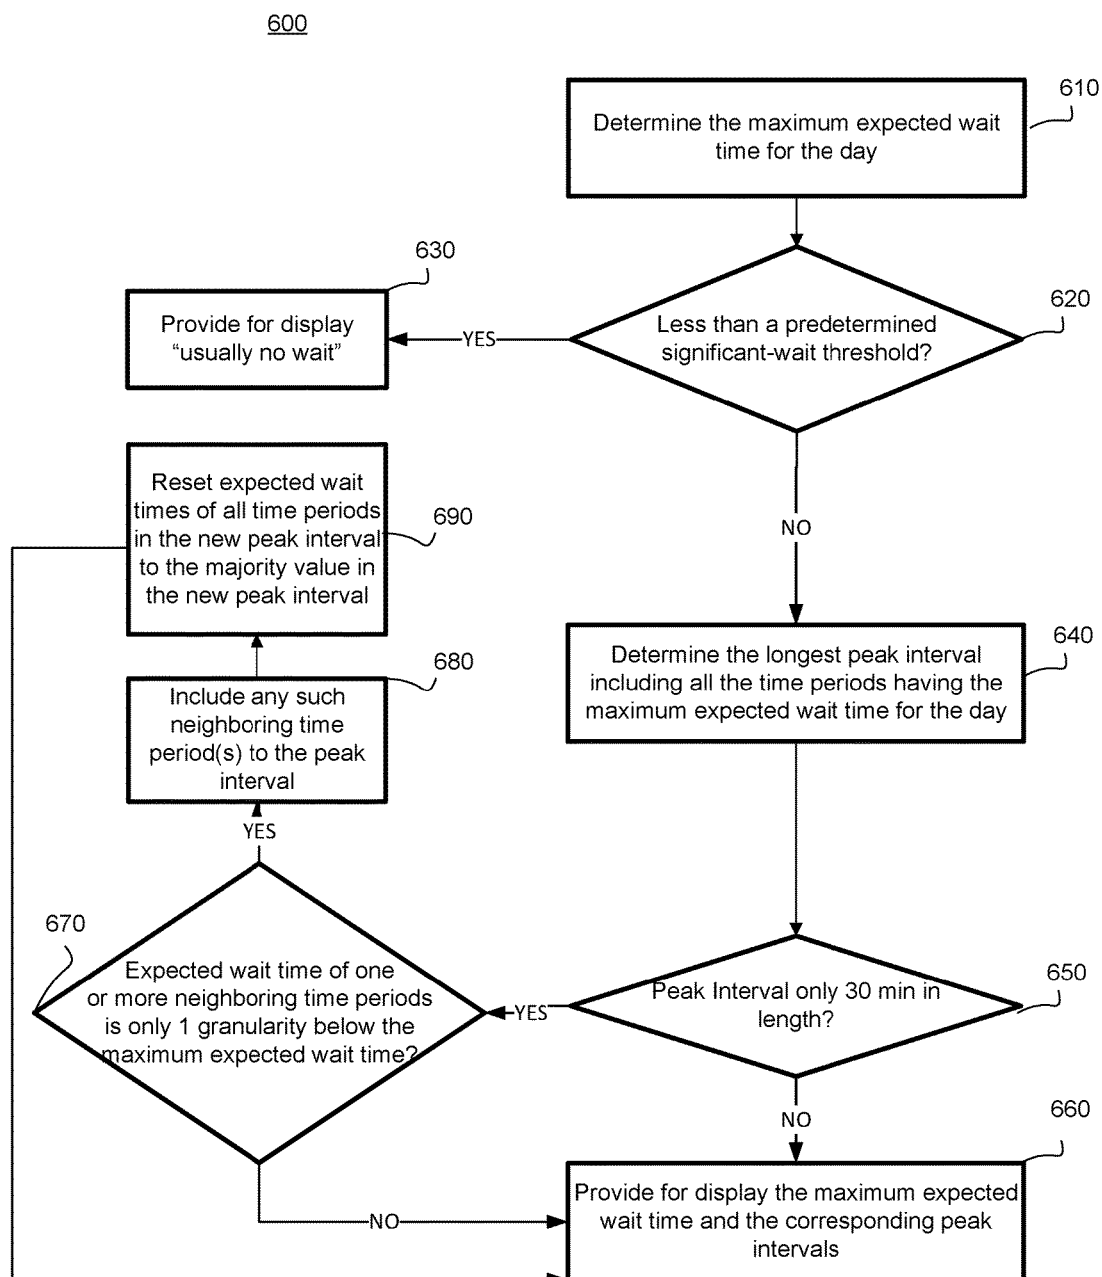 600
610
Determine the maximum expected wait
time for the day
630
Provide for display
“usually no wait”
YES
620
Less than a predetermined
significant-wait threshold?
NO
690
Reset expected wait
times of all time periods
in the new peak interval
to the majority value in
the new peak interval
640
Determine the longest peak interval
including all the time periods having the
maximum expected wait time for the day
680
Include any such
neighboring time
period(s) to the peak
interval
YES
670
Expected wait time of one
or more neighboring time periods
is only 1 granularity below the
maximum expected wait time?
YES
650
Peak Interval only 30 min in
length?
NO
660
NO
Provide for display the maximum expected
wait time and the corresponding peak
intervals